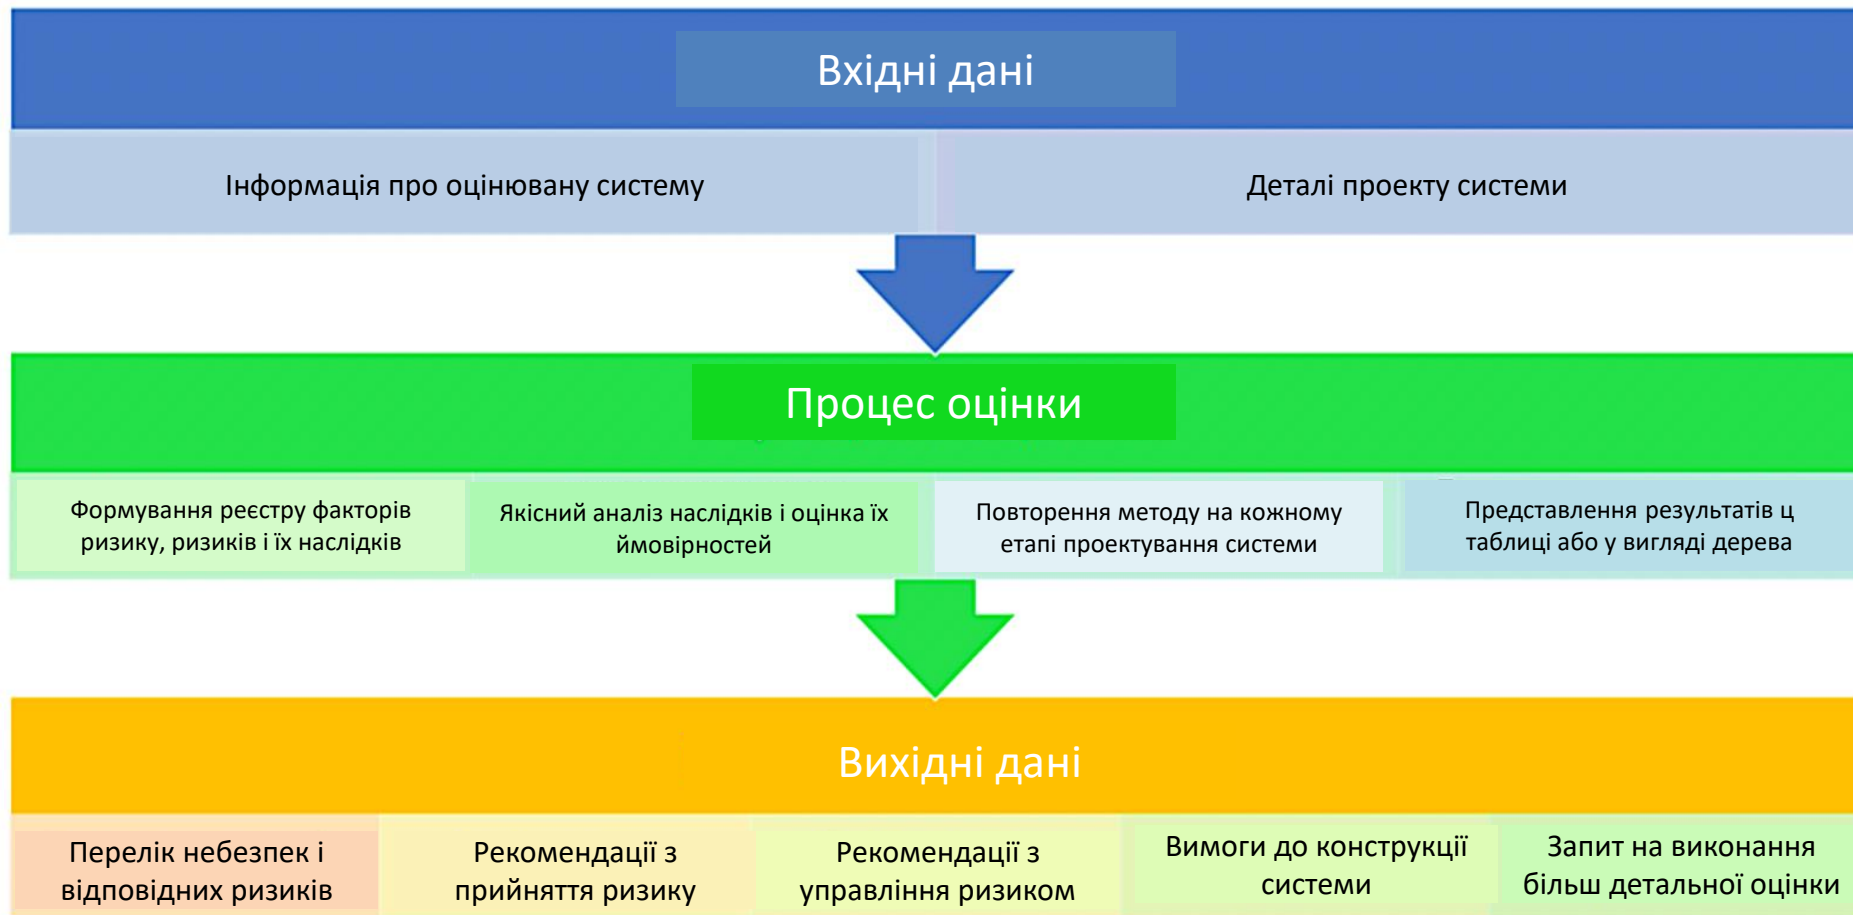 Вхідні дані
Інформація про оцінювану систему
Деталі проекту системи
Процес оцінки
Формування реєстру факторів
ризику, ризиків і їх наслідків
Якісний аналіз наслідків і оцінка їх
ймовірностей
Повторення методу на кожному
етапі проектування системи
Представлення результатів ц
таблиці або у вигляді дерева
Вихідні дані
Перелік небезпек і
відповідних ризиків
Рекомендації з
прийняття ризику
Рекомендації з
управління ризиком
Вимоги до конструкції
системи
Запит на виконання
більш детальної оцінки